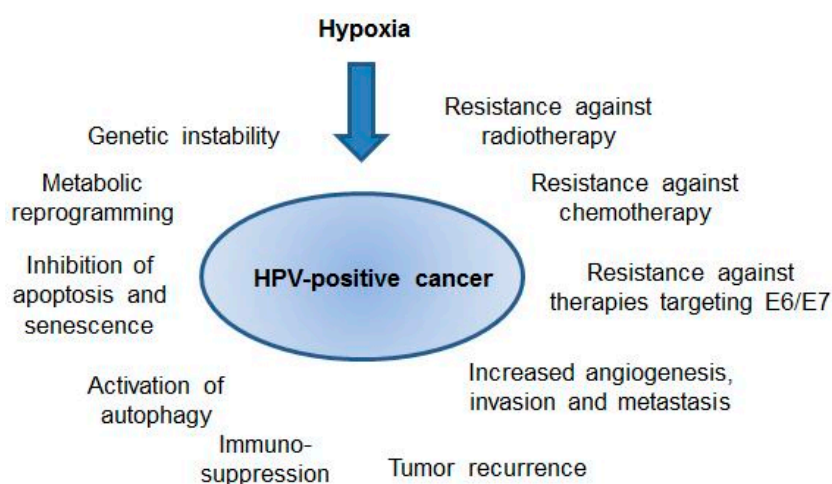 Hypoxia
Genetic instability
Metabolic
reprogramming
Inhibition of
apoptosis and
senescence
Activation of
autophagy
Immuno-
suppression
HPV-positive cancer
Resistance against
radiotherapy
Resistance against
chemotherapy
Resistance against
therapies targeting E6/E7
Increased angiogenesis,
invasion and metastasis
Tumor recurrence